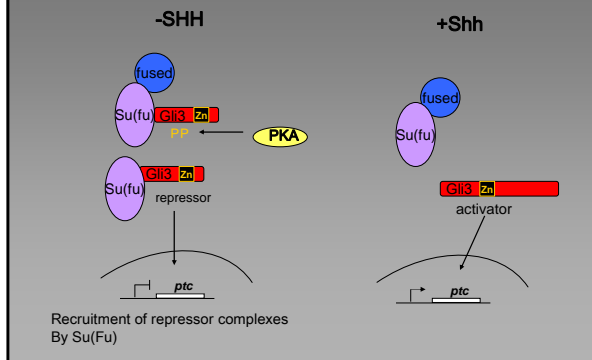 -SHH
fused
Su(fu)
Gli3 Zn
PP
PKA
Su(fu)
Gli3 Zn
repressor
ptc
Recruitment of repressor complexes
By Su(Fu)
+Shh
fused
Su(fu)
Gli3 Zn
activator
ptc